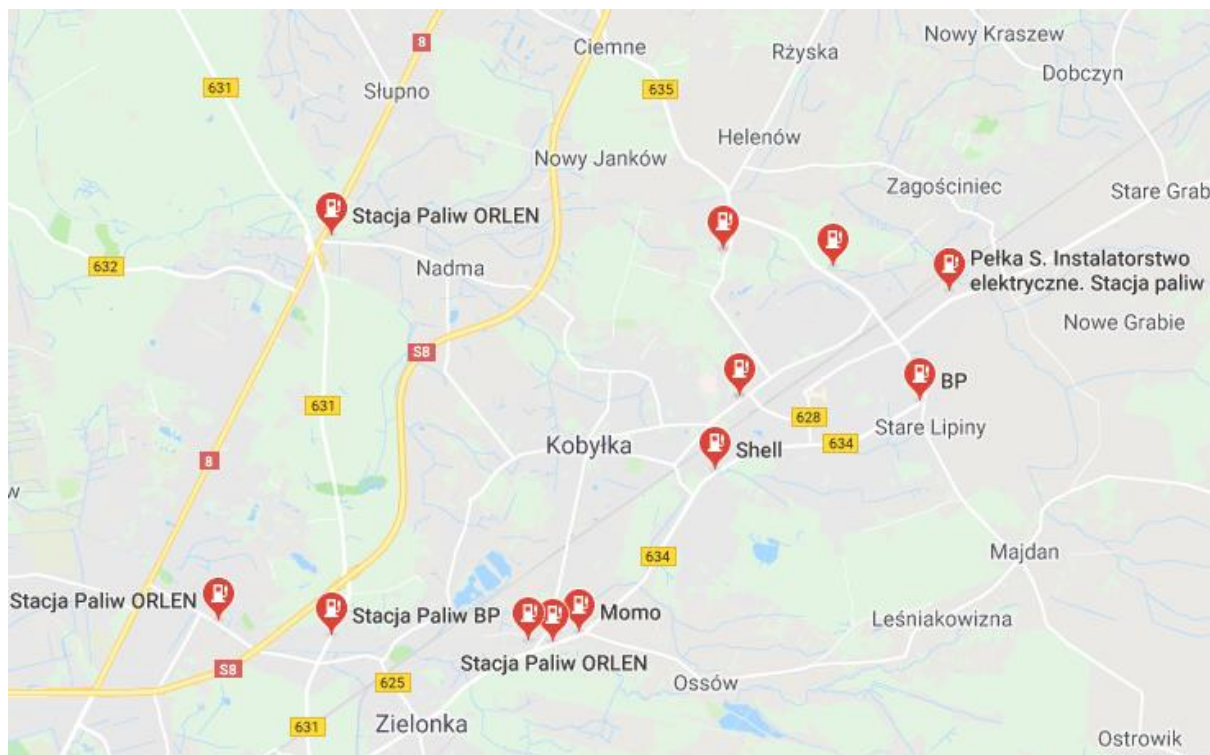 8
Ciemne
Rżyska
Nowy Kraszew
Dobczyn
631
Słupno
635
Helenów
Nowy Janków
Zagościniec
Stare Grab
Stacja Paliw ORLEN
632
Nadma
Pełka S. Instalatorstwo
elektryczne. Stacja paliw
Nowe Grabie
S8
BP
631
628
Stare Lipiny
Kobyłka
Shell
634
8
w
634
Majdan
Stacja Paliw ORLEN
Stacja Paliw BP
Momo
Leśniakowizna
Stacja Paliw ORLEN
S8
625
Ossów
631
Zielonka
Ostrowik